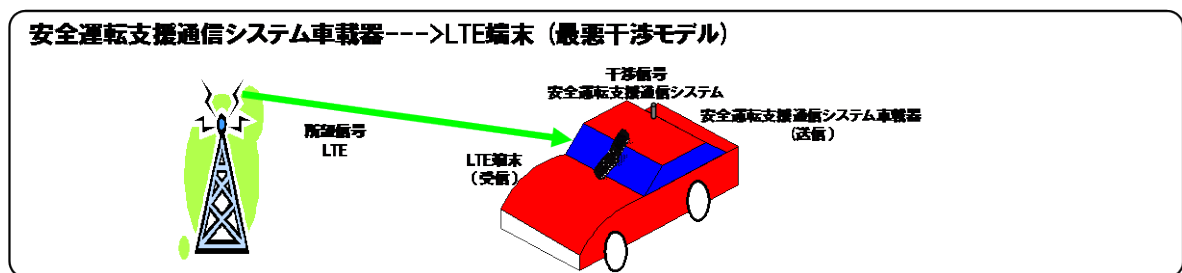 安全運転支援通信システム車載器--->LTE端末（最悪干渉モデル）
干渉信号
安全運転支援通信システム
安全運転支援通信システム車載器
（送信）
所望信号
LTE
LTE端末
（受信）